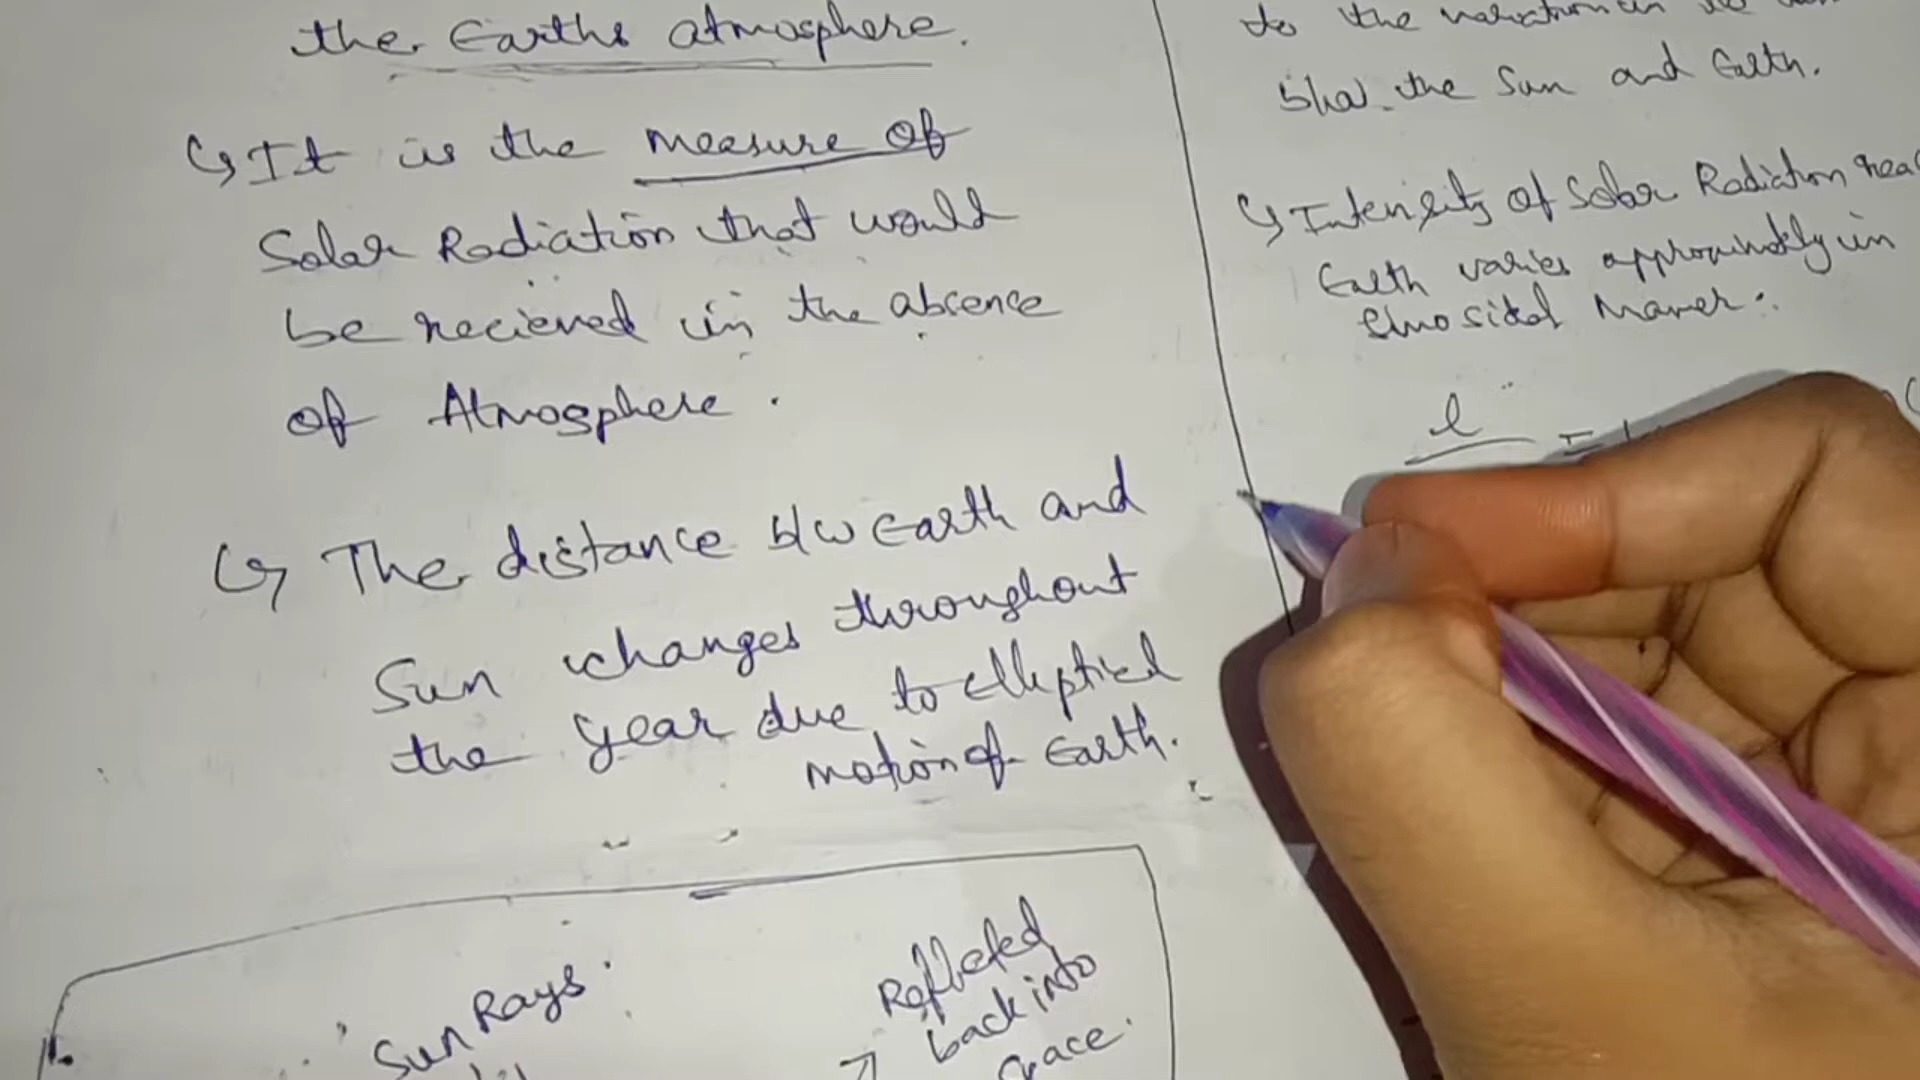 the Earths atmosphere.
↳ It is the measure of
Solar Radiation that would
be recieved in the absence
of Atmosphere.
↳ The distance b/w Earth and
Sun changes throughout
the year due to elliptical
motion of Earth.
Sun Rays.
Reflected
back into
space.
to the variation in
the Sun and Earth.
↳ Intensity of Solar Radiation
Earth varies approximately in
Manner:
I
=